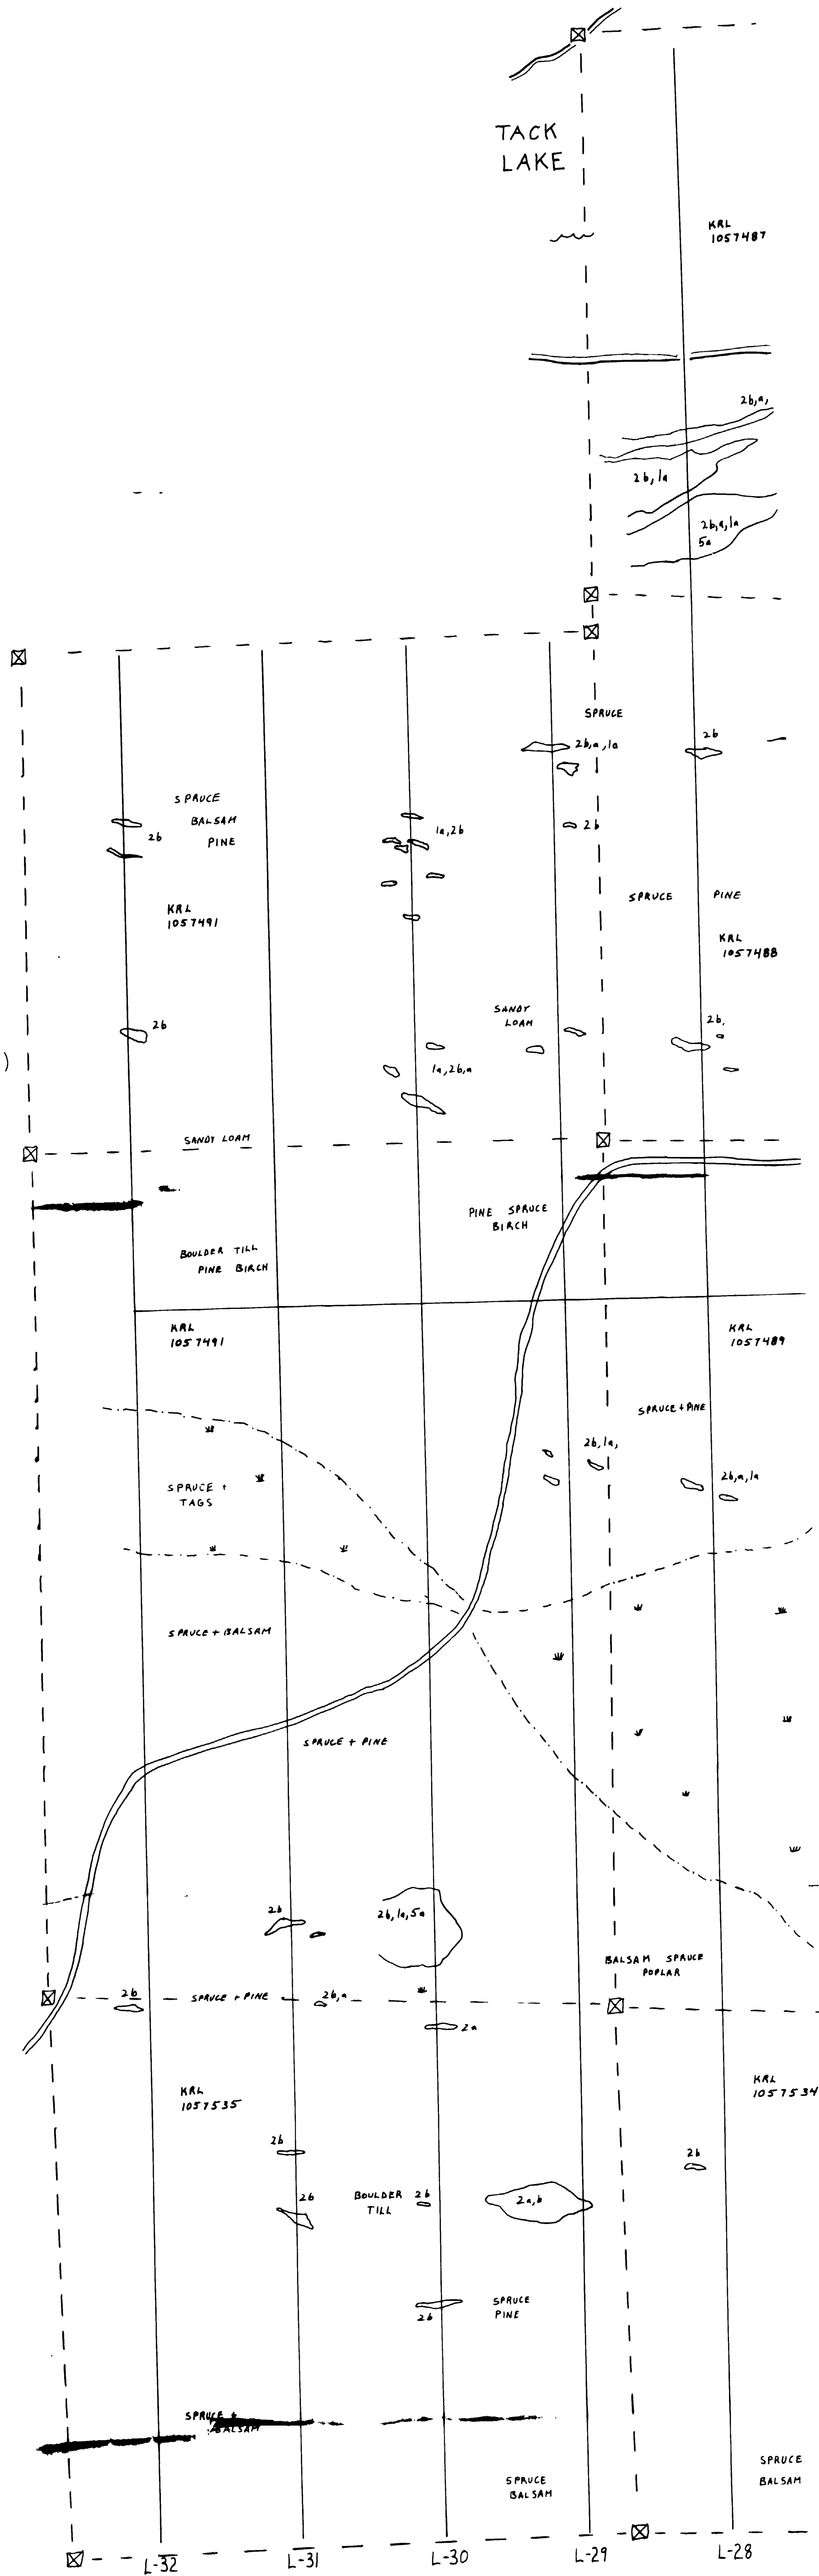 TACK
LAKE
KRL
1057487
2b,a,
2b,1a
2b,a,1a
5a
SPRUCE
2b,a,1a
2b
SPRUCE
BALSAM
PINE
2b
1a,2b
2b
SPRUCE PINE
KRL
1057491
KRL
1057488
SANDY
LOAM
2b
2b,
1a,2b,a
SANDY LOAM
PINE SPRUCE
BIRCH
BOULDER TILL
PINE BIRCH
KRL
1057491
KRL
1057489
SPRUCE+PINE
2b,1a,
2b,a,1a
SPRUCE +
TAGS
SPRUCE + BALSAM
SPRUCE + PINE
2b
2b,1a,5a
BALSAM SPRUCE
POPLAR
2b
SPRUCE + PINE
2b,a
2a
KRL
1057535
KRL
1057534
2b
2b
2b
BOULDER
TILL
2b
2a,b
2b
SPRUCE
PINE
SPRUCE +
BALSAM
SPRUCE
BALSAM
SPRUCE
BALSAM
L-32
L-31
L-30
L-29
L-28